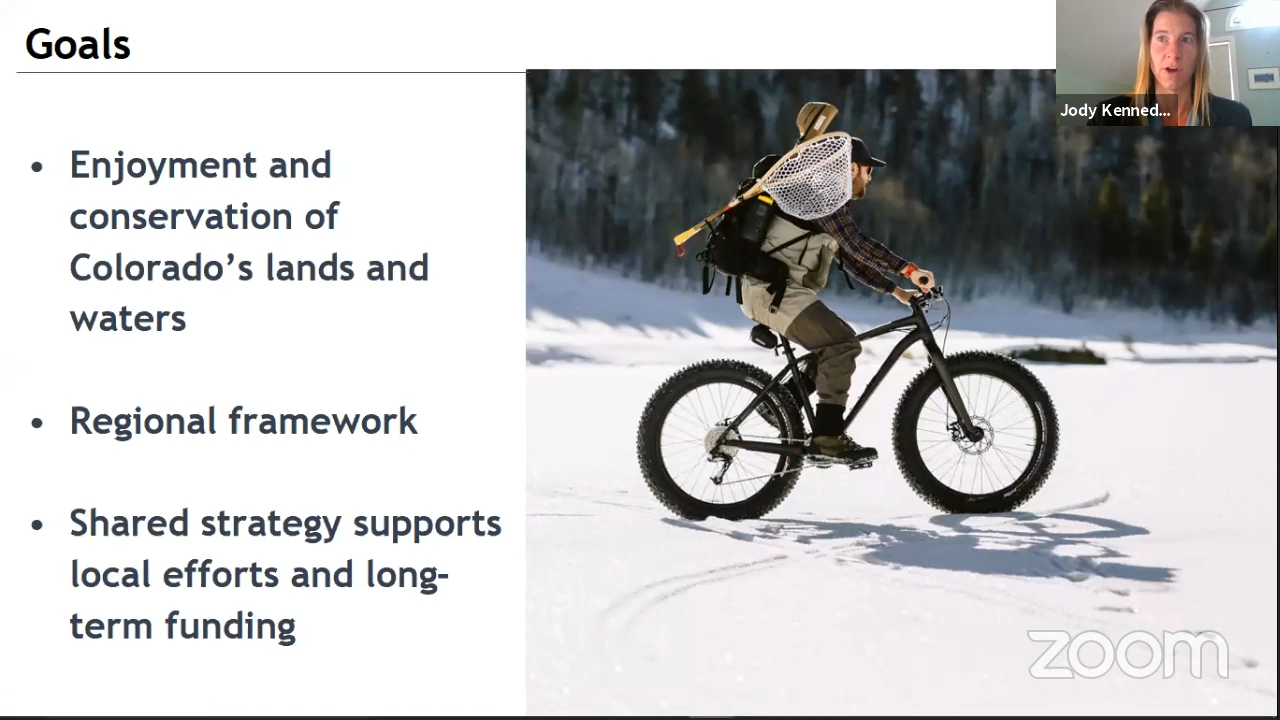 Goals
Jody Kenned...
• Enjoyment and
conservation of
Colorado’s lands and
waters
• Regional framework
• Shared strategy supports
local efforts and long-
term funding
zoom